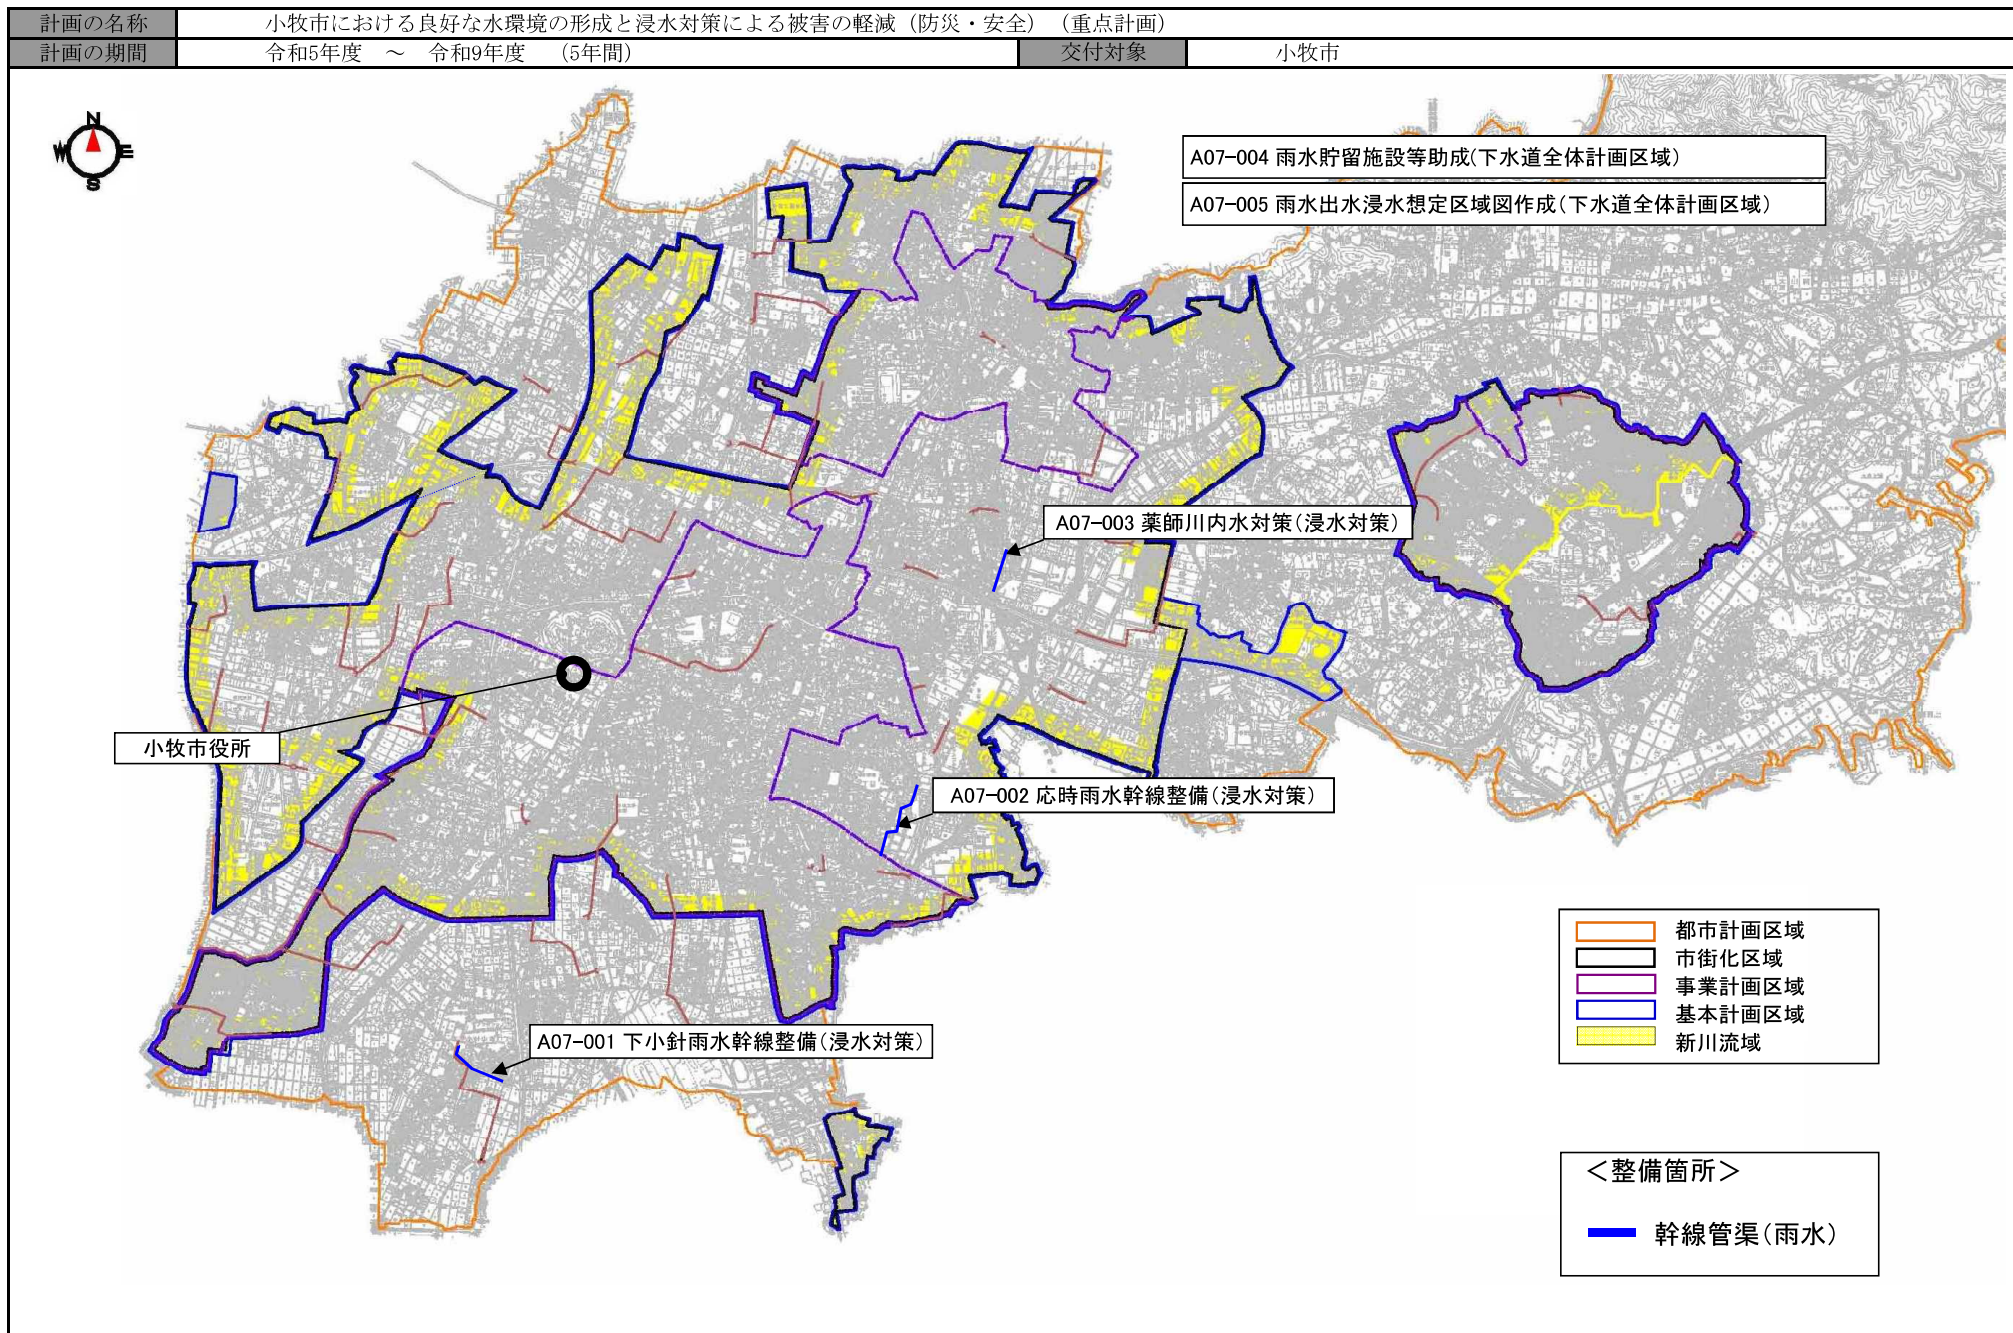 計画の名称 小牧市における良好な水環境の形成と浸水対策による被害の軽減（防災・安全）（重点計画）
計画の期間 令和5年度 ～ 令和9年度 （5年間） 交付対象 小牧市
N
W E
S
A07-004 雨水貯留施設等助成(下水道全体計画区域)
A07-005 雨水出水浸水想定区域図作成(下水道全体計画区域)
A07-003 薬師川内水対策(浸水対策)
小牧市役所
A07-002 応時雨水幹線整備(浸水対策)
A07-001 下小針雨水幹線整備(浸水対策)
都市計画区域
市街化区域
事業計画区域
基本計画区域
新川流域
＜整備箇所＞
幹線管渠(雨水)